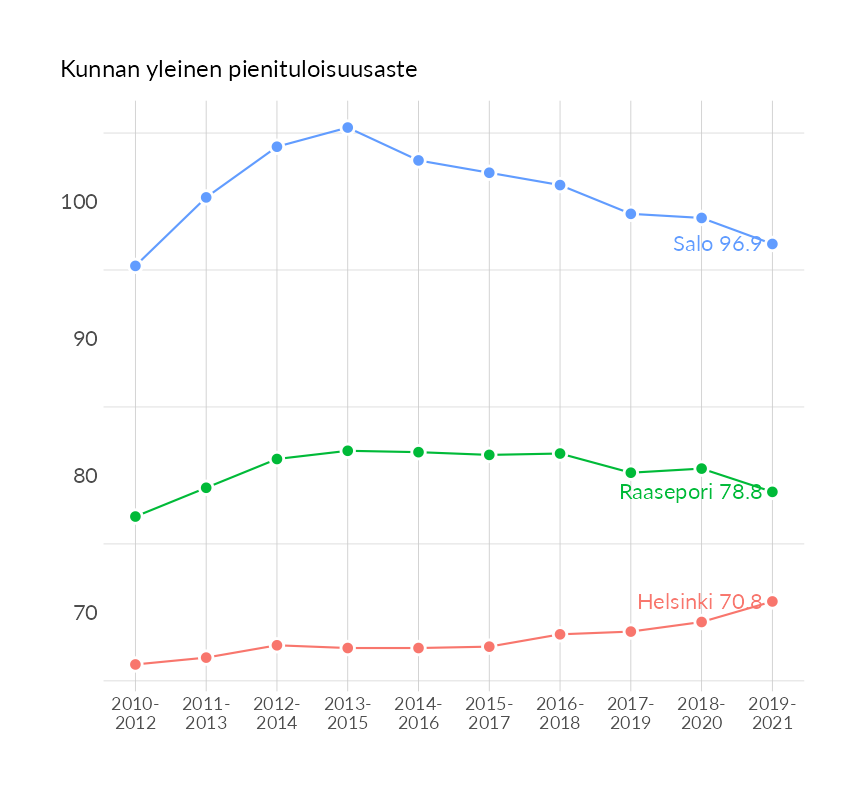 Kunnan yleinen pienituloisuusaste
100
90
80
70
Salo 96.9
Raasepori 78.8
Helsinki 70.8
2010- 2011- 2012- 2013- 2014- 2015- 2016- 2017- 2018- 2019-
2012 2013 2014 2015 2016 2017 2018 2019 2020 2021